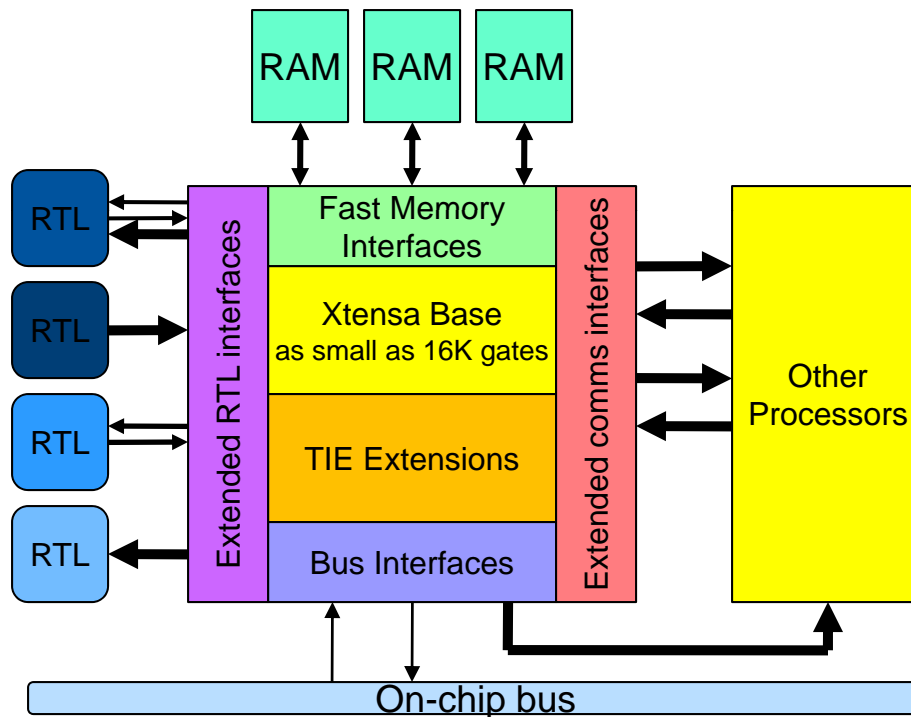 RAM
RAM
RAM
RTL
RTL
RTL
RTL
Extended RTL interfaces
Fast Memory
Interfaces
Xtensa Base
as small as 16K gates
TIE Extensions
Bus Interfaces
Extended comms interfaces
Other
Processors
On-chip bus